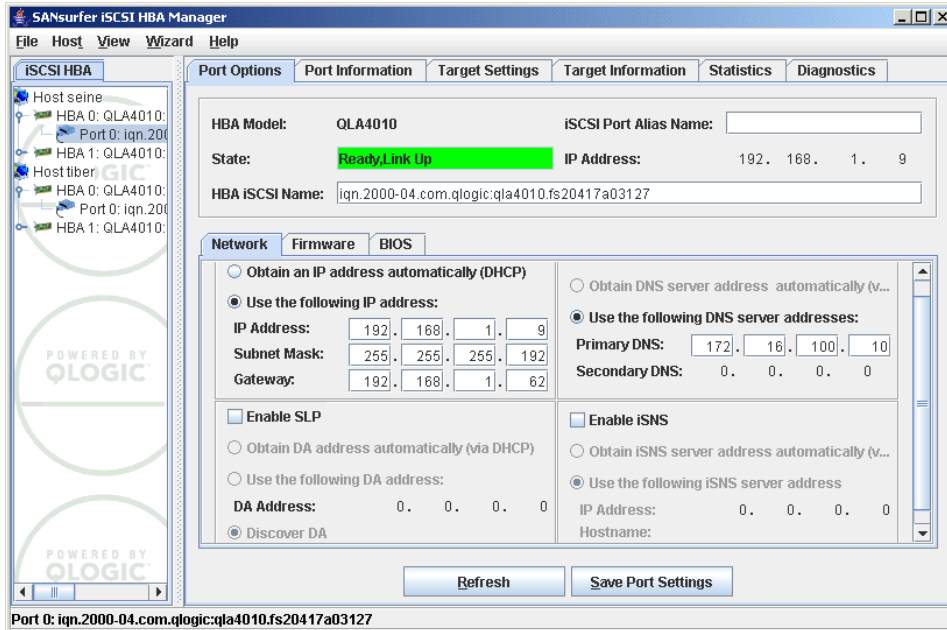 SANsurfer iSCSI HBA Manager
File Host View Wizard Help
iSCSI HBA
Host seine
HBA 0: QLA4010:
Port 0: iqn.200
HBA 1: QLA4010:
Host tiber
HBA 0: QLA4010:
Port 0: iqn.200
HBA 1: QLA4010:
POWERED BY
QLOGIC
POWERED BY
QLOGIC
Port Options Port Information Target Settings Target Information Statistics Diagnostics
HBA Model: QLA4010 iSCSI Port Alias Name:
State: Ready,Link Up IP Address: 192. 168. 1. 9
HBA iSCSI Name: iqn.2000-04.com.qlogic:qla4010.fs20417a03127
Network Firmware BIOS
Obtain an IP address automatically (DHCP)
Use the following IP address:
IP Address: 192. 168. 1. 9
Subnet Mask: 255. 255. 255. 192
Gateway: 192. 168. 1. 62
Obtain DNS server address automatically (v...
Use the following DNS server addresses:
Primary DNS: 172. 16. 100. 10
Secondary DNS: 0. 0. 0. 0
Enable SLP
Obtain DA address automatically (via DHCP)
Use the following DA address:
DA Address: 0. 0. 0. 0
Discover DA
Enable iSNS
Obtain iSNS server address automatically (v...
Use the following iSNS server address
IP Address: 0. 0. 0. 0
Hostname:
Refresh Save Port Settings
Port 0: iqn.2000-04.com.qlogic:qla4010.fs20417a03127